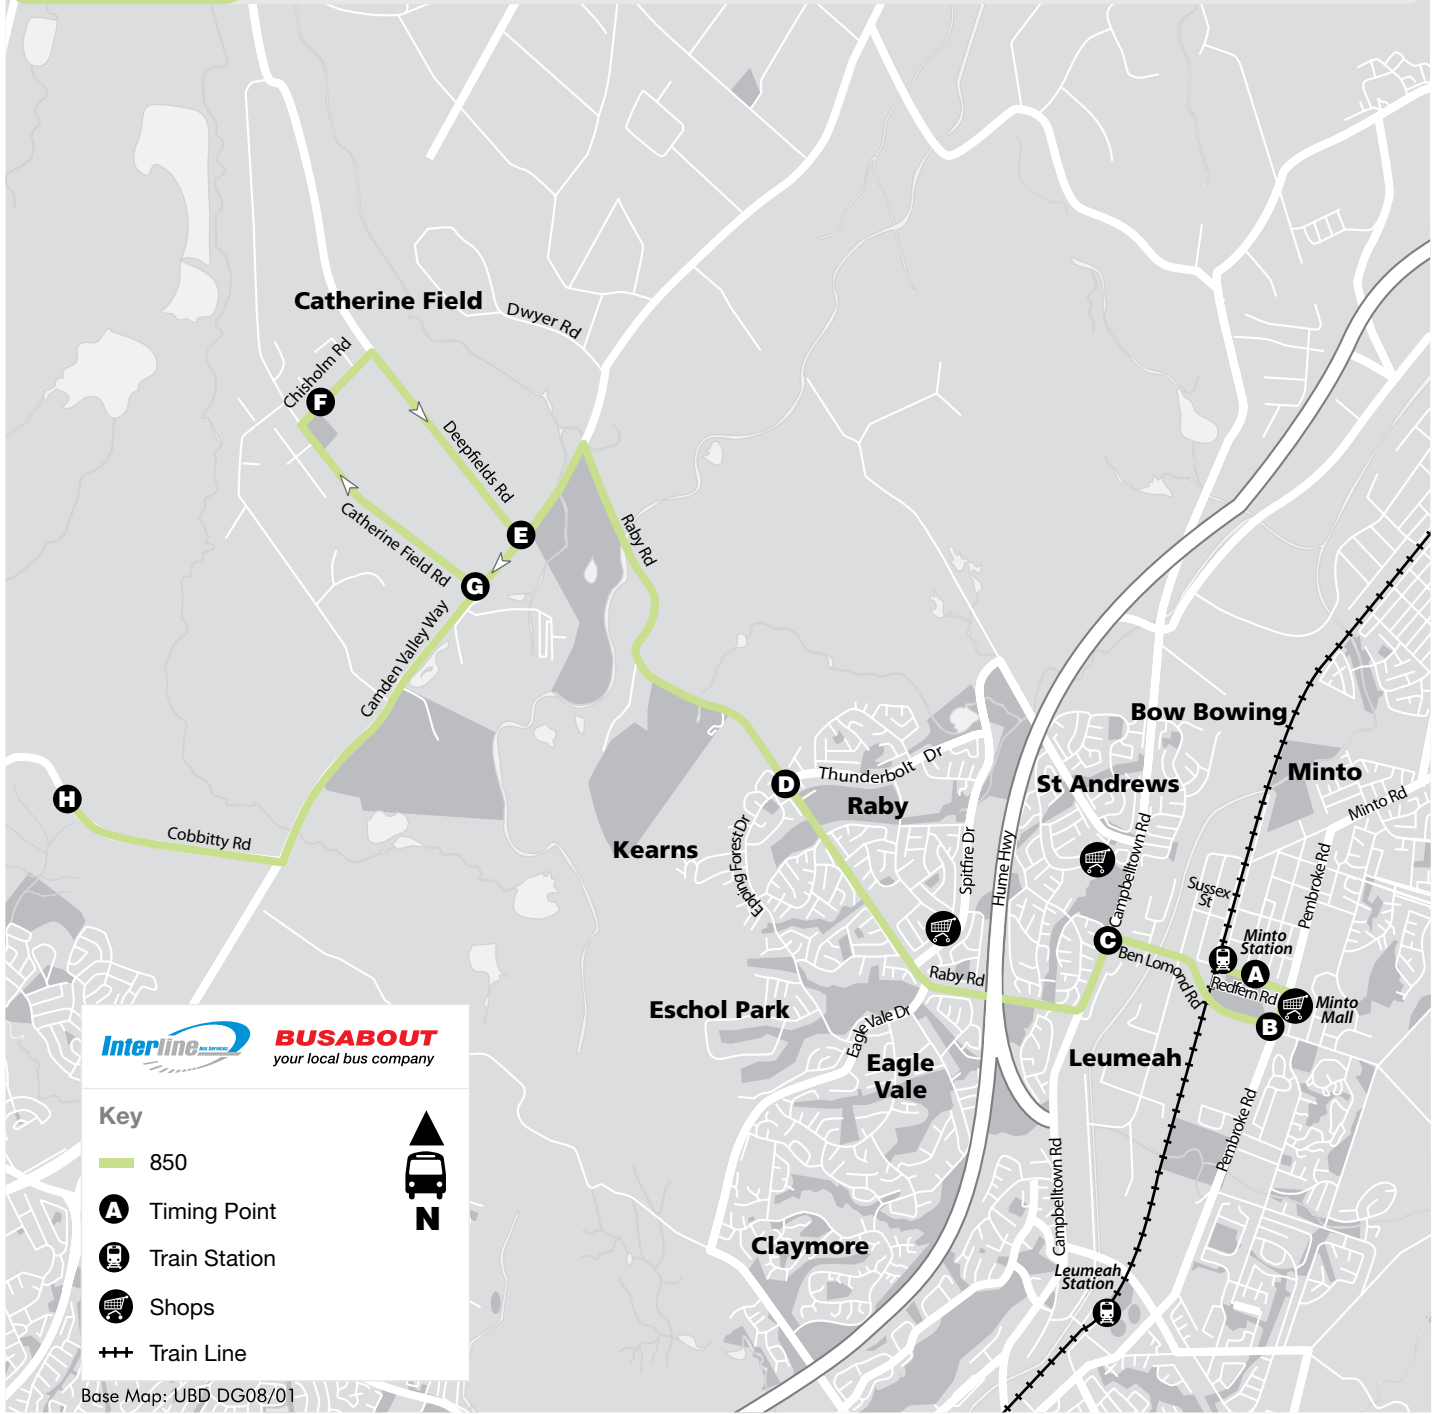 Catherine Field
Dwyer Rd
Chisholm Rd
F
Deepfields Rd
E
Raby Rd
Catherine Field Rd
G
Camden Valley Way
Bow Bowing
H
D
Thunderbolt Dr
St Andrews
Minto
Raby
Minto Rd
Cobbitty Rd
Kearns
Epping Forest Dr
Spitfire Dr
Hume Hwy
Campbelltown Rd
Sussex
St
Pembroke Rd
C
Minto
Station
Ben Lomond Rd
A
Raby Rd
Redfern Rd
Minto
Mall
B
Eschol Park
Eagle Vale Dr
Eagle
Vale
Leumeah
Pembroke Rd
Campbelltown Rd
Claymore
Leumeah
Station
Interline Bus Services
BUSABOUT
your local bus company
Key
850
A Timing Point
Train Station
Shops
Train Line
N
Base Map: UBD DG08/01